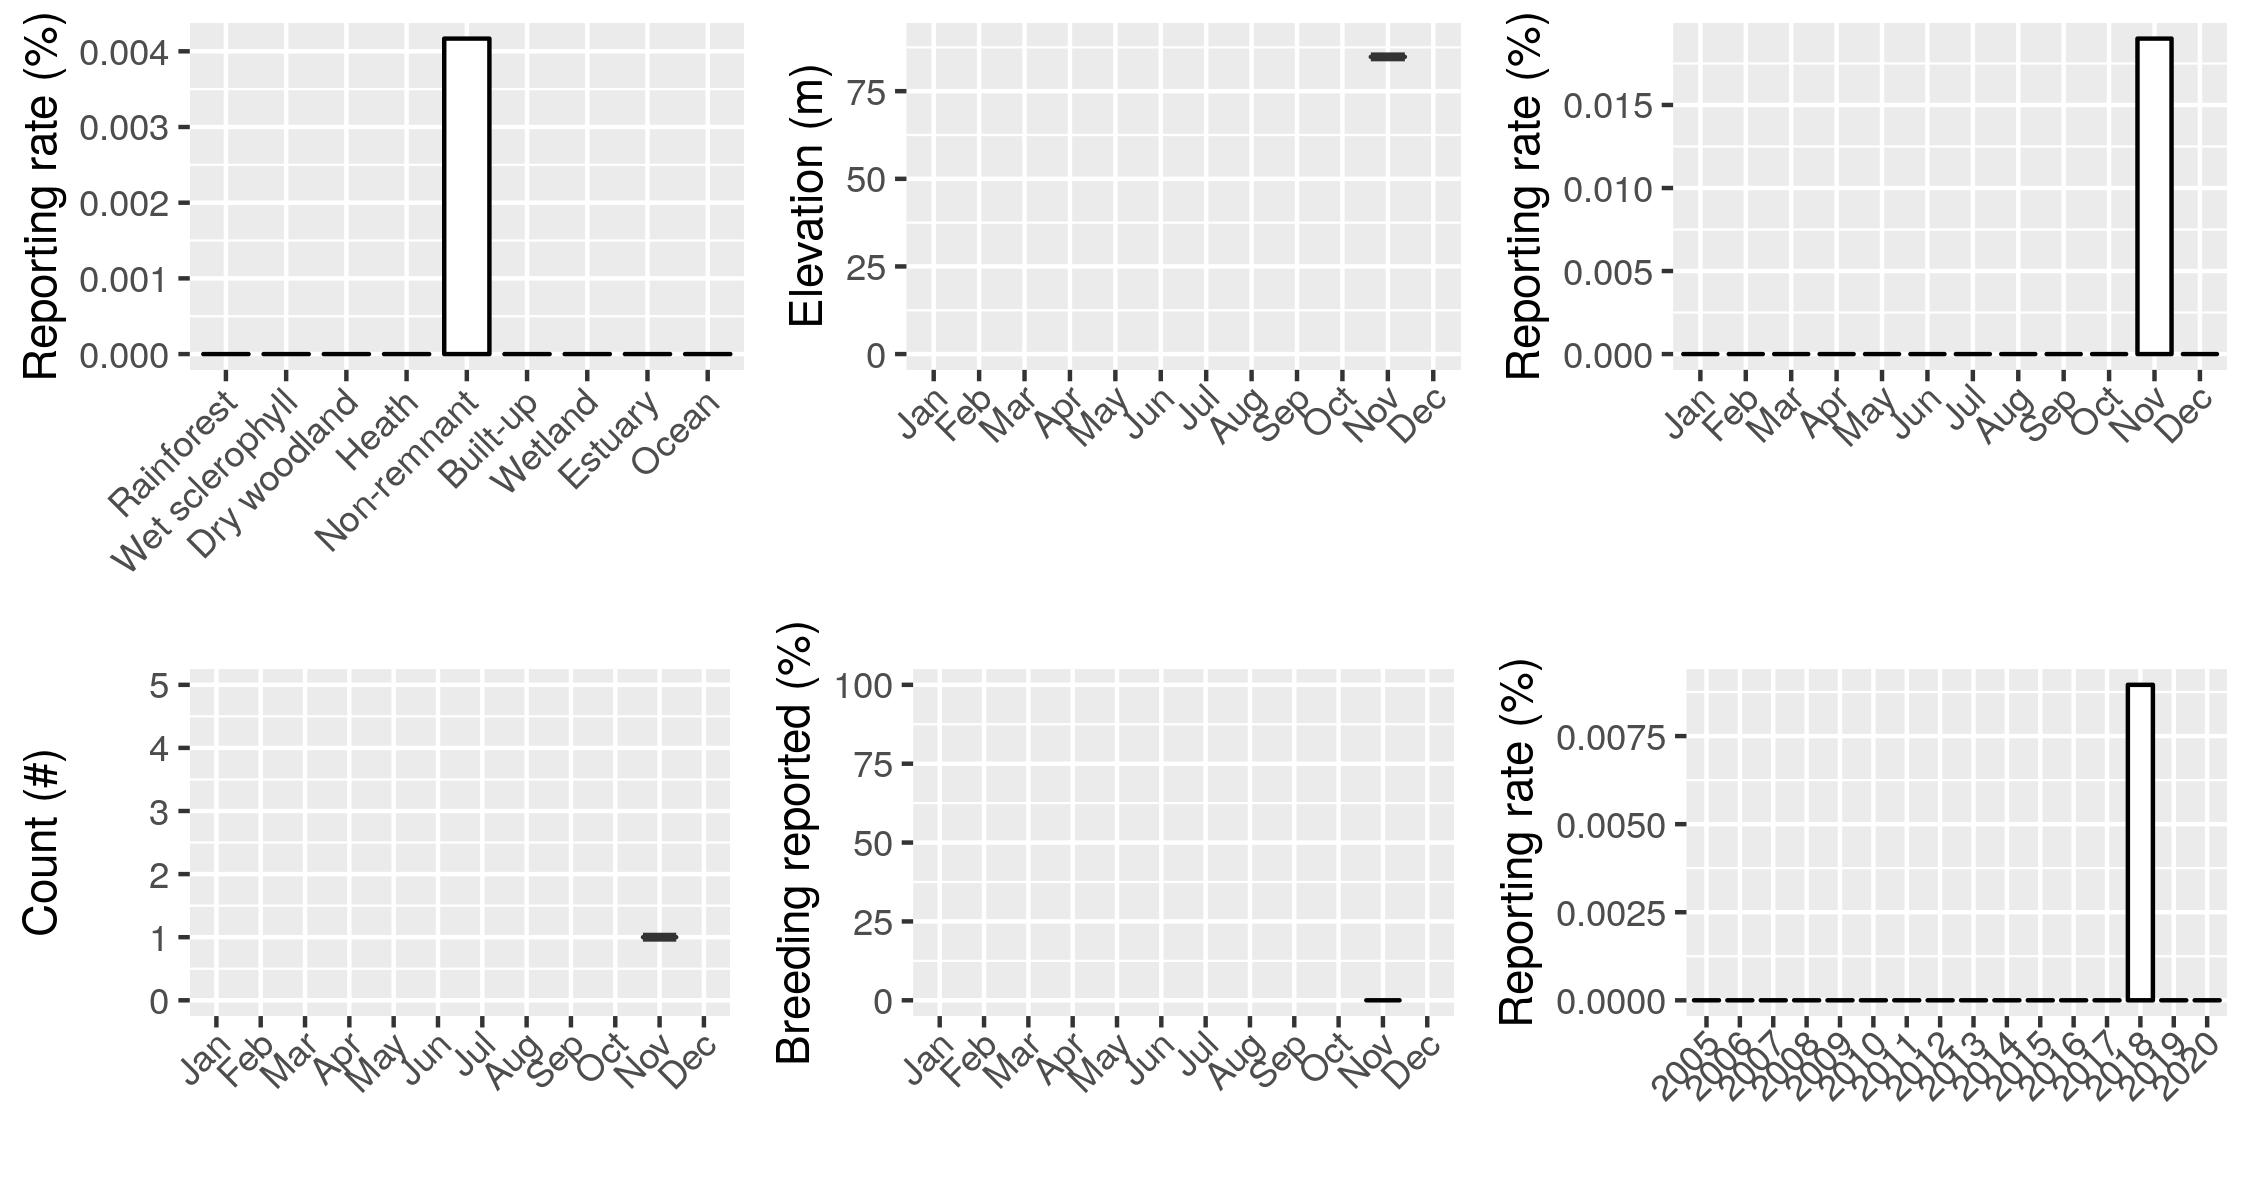 Reporting rate (%)
0.004
0.003
0.002
0.001
0.000
Rainforest
Wet sclerophyll
Dry woodland
Heath
Non-remnant
Built-up
Wetland
Estuary
Ocean
Elevation (m)
75
50
25
0
Jan
Feb
Mar
Apr
May
Jun
Jul
Aug
Sep
Oct
Nov
Dec
Reporting rate (%)
0.015
0.010
0.005
0.000
Jan
Feb
Mar
Apr
May
Jun
Jul
Aug
Sep
Oct
Nov
Dec
Count (#)
5
4
3
2
1
0
Jan
Feb
Mar
Apr
May
Jun
Jul
Aug
Sep
Oct
Nov
Dec
Breeding reported (%)
100
75
50
25
0
Jan
Feb
Mar
Apr
May
Jun
Jul
Aug
Sep
Oct
Nov
Dec
Reporting rate (%)
0.0075
0.0050
0.0025
0.0000
2005
2006
2007
2008
2009
2010
2011
2012
2013
2014
2015
2016
2017
2018
2019
2020